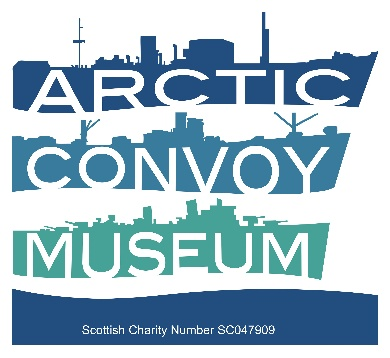 ARCTIC
CONVOY
MUSEUM
Scottish Charity Number SC047909